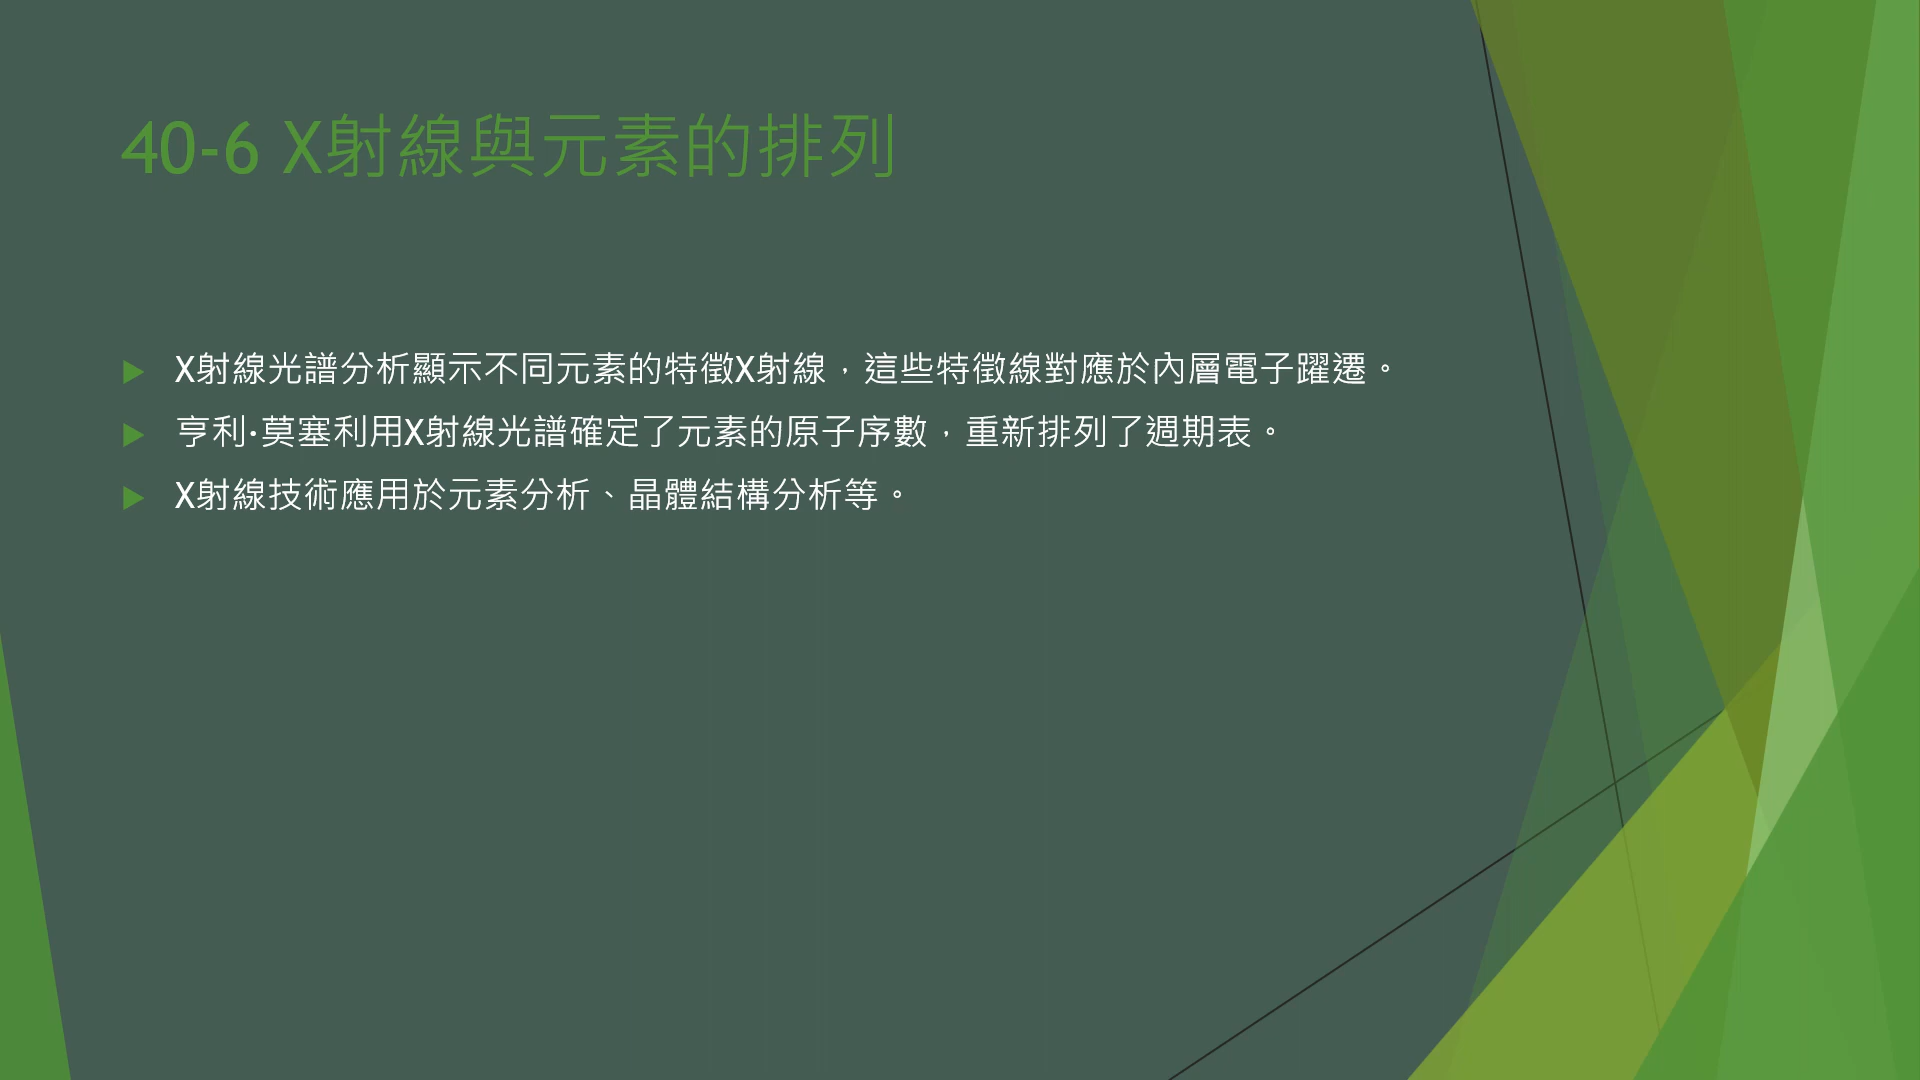 40-6 X射線與元素的排列
X射線光譜分析顯示不同元素的特徵X射線，這些特徵線對應於內層電子躍遷。
亨利·莫塞利用X射線光譜確定了元素的原子序數，重新排列了週期表。
X射線技術應用於元素分析、晶體結構分析等。